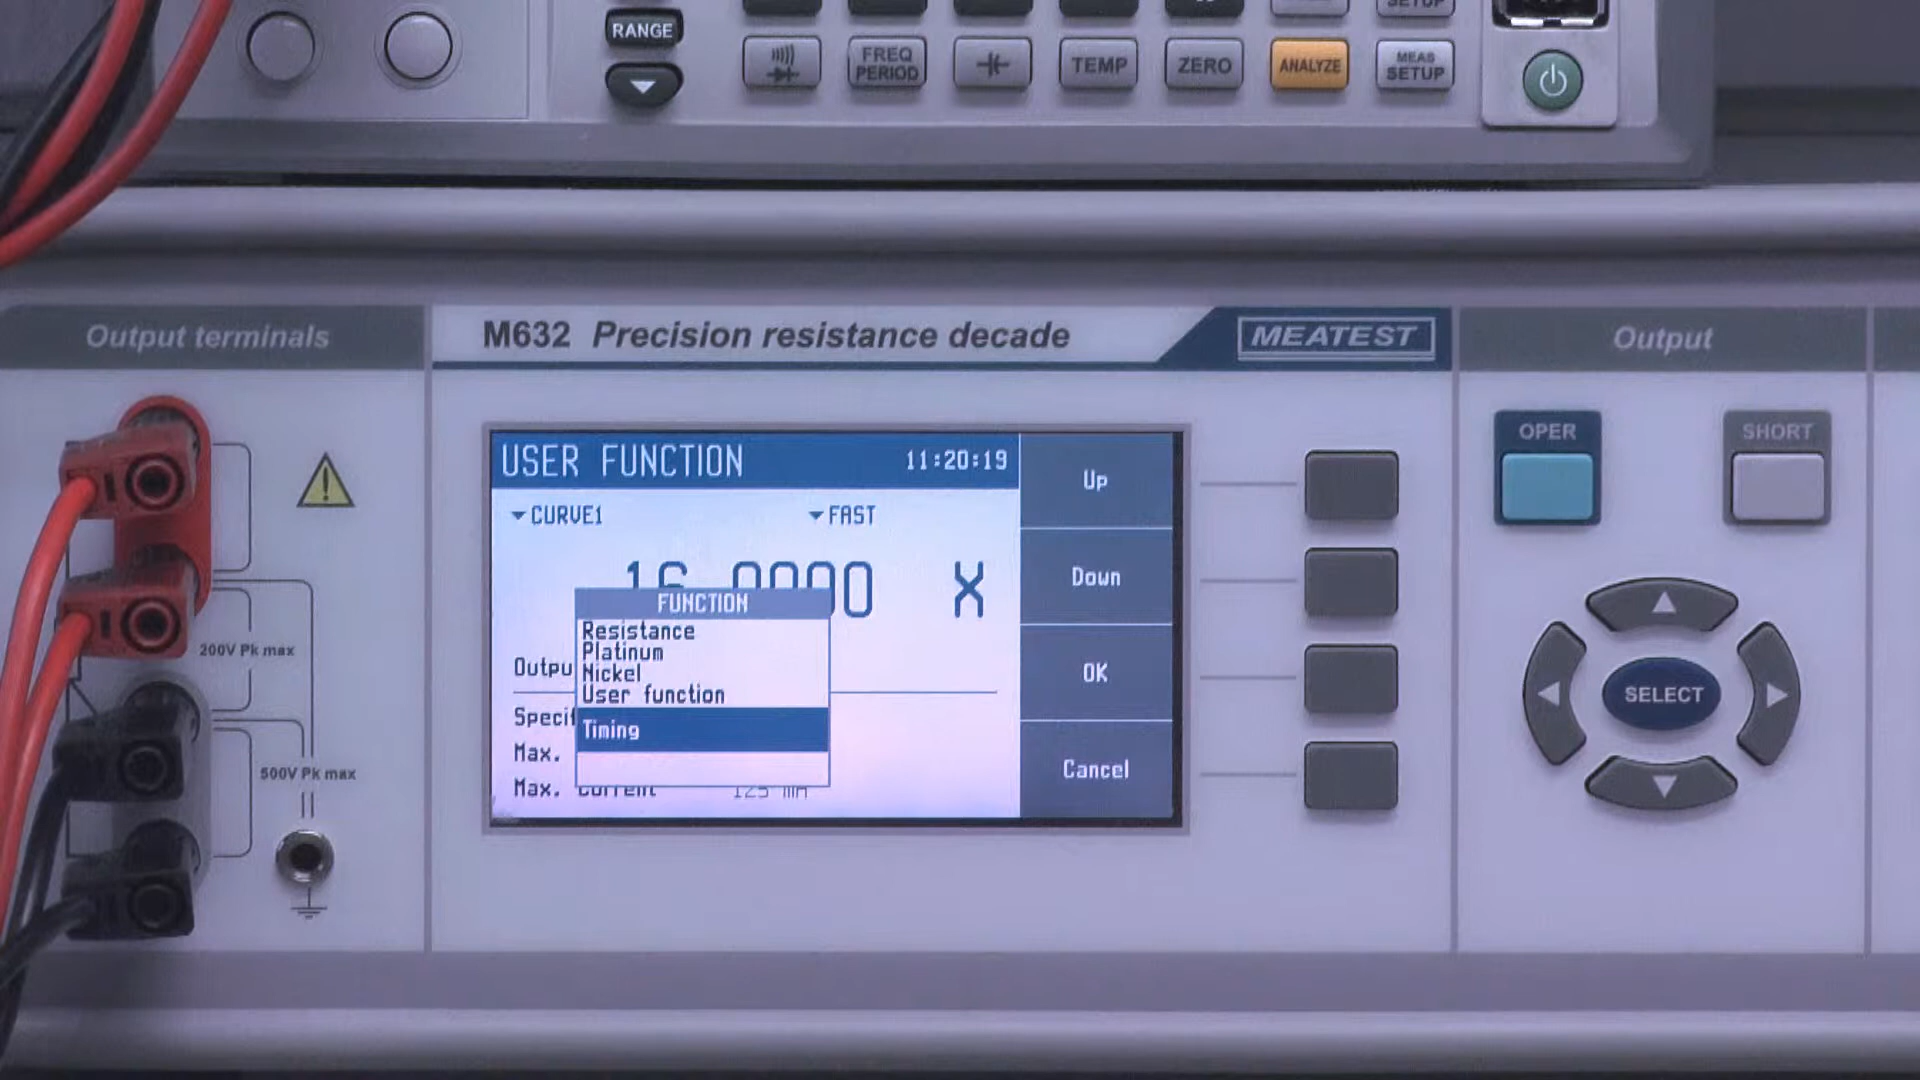 RANGE
FREQ
PERIOD
TEMP
ZERO
ANALYZE
MEAS
SETUP
Output terminals
M632 Precision resistance decade
MEATEST
Output
USER FUNCTION
11:20:19
CURVE1
FAST
X
FUNCTION
Resistance
Platinum
Nickel
User function
Timing
Max.
Max.
Up
Down
OK
Cancel
200V Pk max
500V Pk max
OPER
SHORT
SELECT